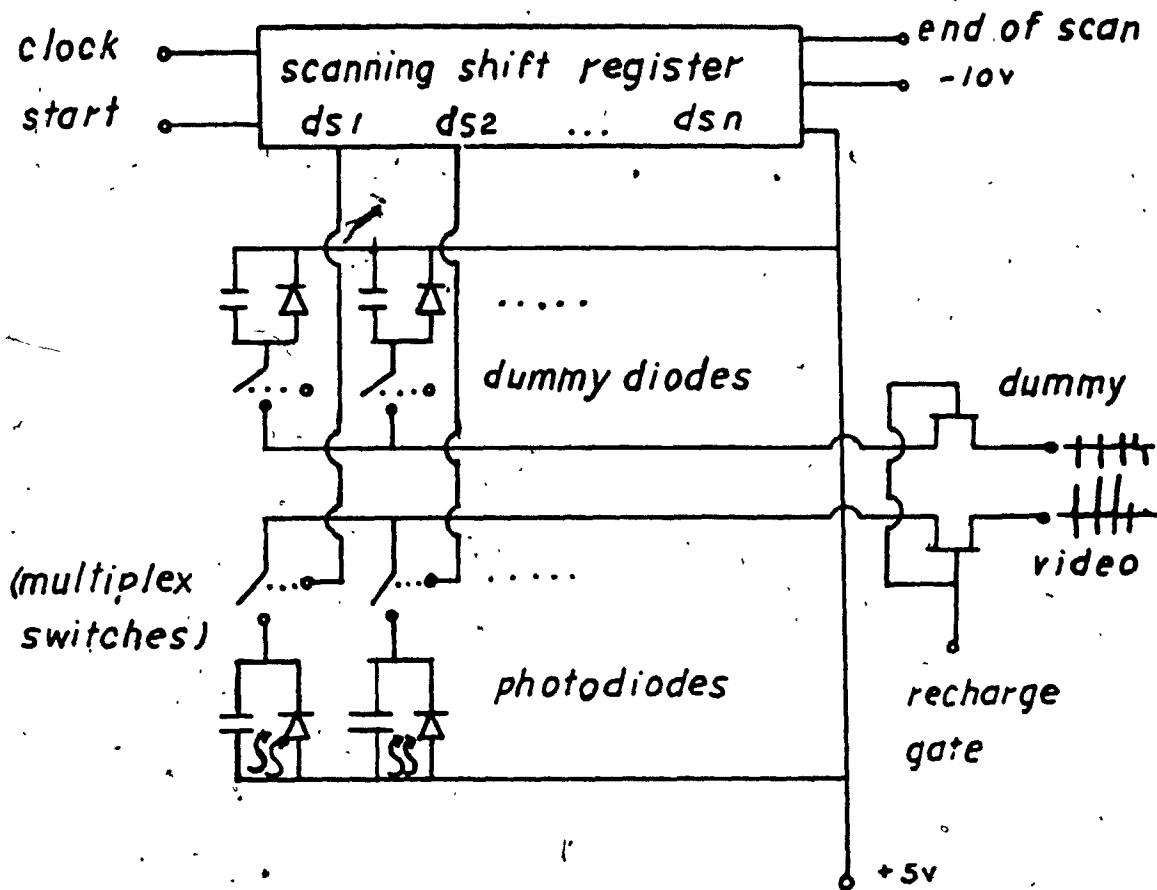 clock
end of scan
scanning shift register
-10v
start
ds1 ds2 ... dsn
dummy diodes
dummy
(multiplex
switches)
video
photodiodes
recharge
gate
+5v